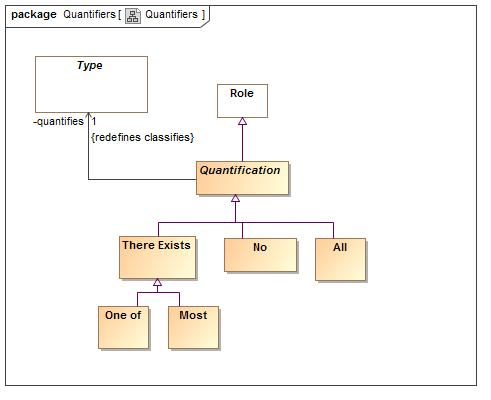 package Quantifiers [ Quantifiers ]
Type
Role
-quantifies 1
{redefines classifies}
Quantification
There Exists
No
All
One of
Most